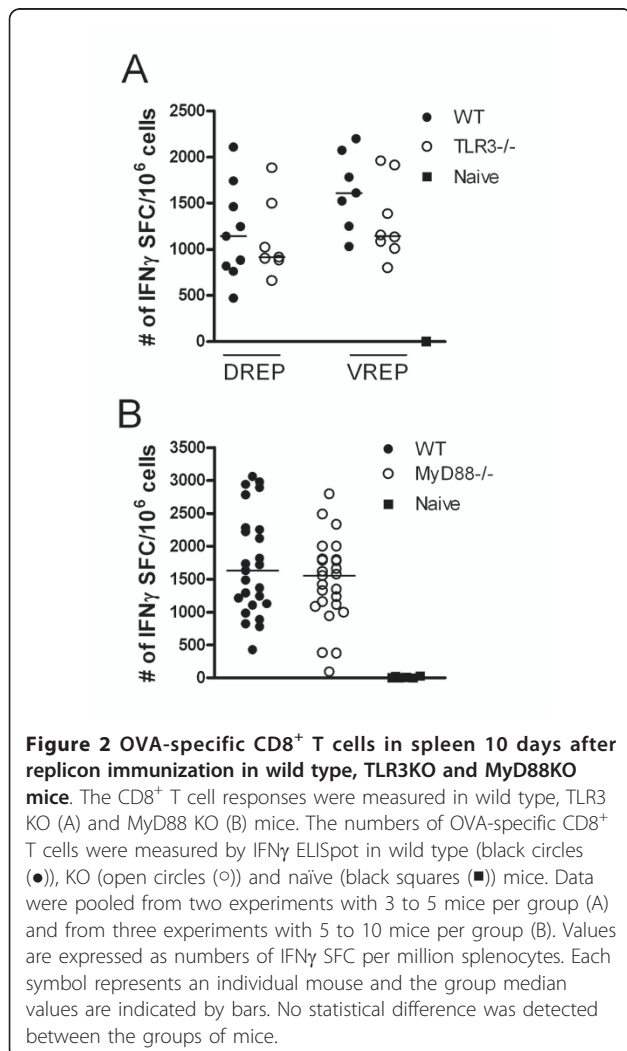 A
# of IFNγ SFC/10⁶ cells
2500
2000
1500
1000
500
0
● WT
○ TLR3-/-
■ Naive
DREP
VREP
B
# of IFNγ SFC/10⁶ cells
3500
3000
2500
2000
1500
1000
500
0
● WT
○ MyD88-/-
■ Naive
Figure 2 OVA-specific CD8⁺ T cells in spleen 10 days after
replicon immunization in wild type, TLR3KO and MyD88KO
mice. The CD8⁺ T cell responses were measured in wild type, TLR3
KO (A) and MyD88 KO (B) mice. The numbers of OVA-specific CD8⁺
T cells were measured by IFNγ ELISpot in wild type (black circles
(●)), KO (open circles (○)) and naïve (black squares (■)) mice. Data
were pooled from two experiments with 3 to 5 mice per group (A)
and from three experiments with 5 to 10 mice per group (B). Values
are expressed as numbers of IFNγ SFC per million splenocytes. Each
symbol represents an individual mouse and the group median
values are indicated by bars. No statistical difference was detected
between the groups of mice.